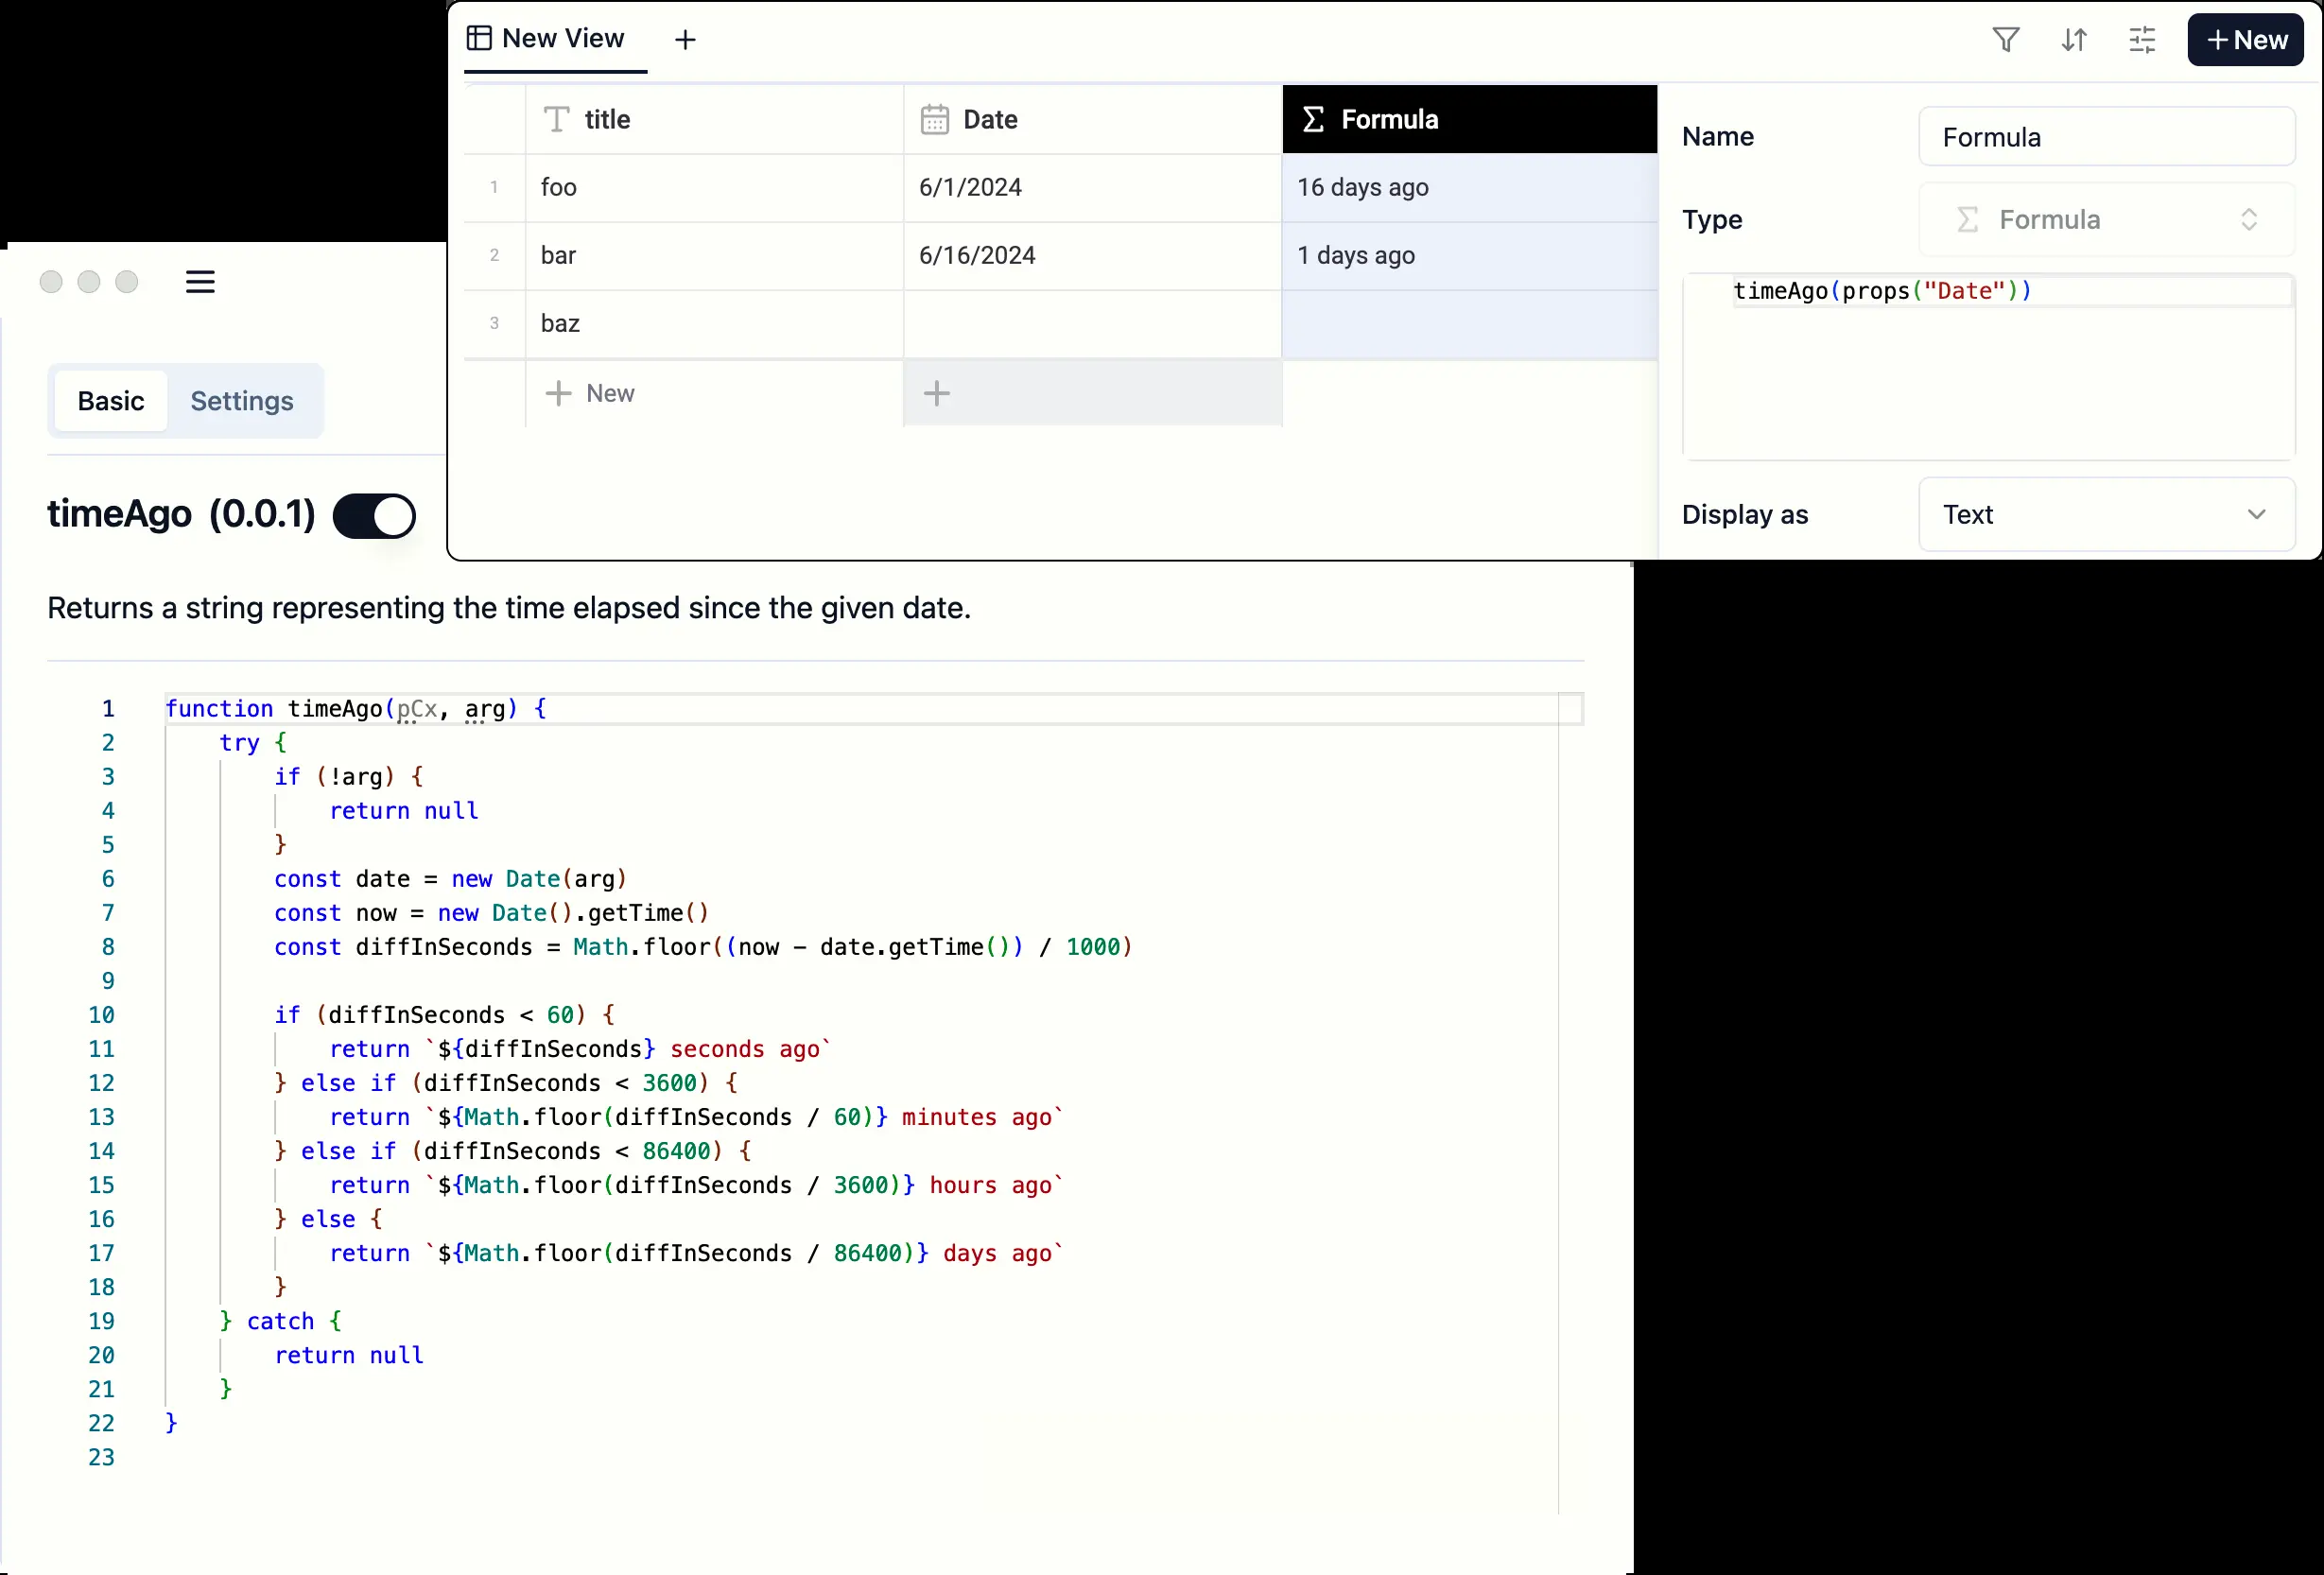 New View +
+New
title Date Formula
1 foo 6/1/2024 16 days ago
2 bar 6/16/2024 1 days ago
3 baz
+ New +
Name Formula
Type Formula
timeAgo(props("Date"))
Display as Text
Basic Settings
timeAgo (0.0.1)
Returns a string representing the time elapsed since the given date.
1 function timeAgo(pCx, arg) {
2     try {
3         if (!arg) {
4             return null
5         }
6         const date = new Date(arg)
7         const now = new Date().getTime()
8         const diffInSeconds = Math.floor((now - date.getTime()) / 1000)
9
10         if (diffInSeconds < 60) {
11             return `${diffInSeconds} seconds ago`
12         } else if (diffInSeconds < 3600) {
13             return `${Math.floor(diffInSeconds / 60)} minutes ago`
14         } else if (diffInSeconds < 86400) {
15             return `${Math.floor(diffInSeconds / 3600)} hours ago`
16         } else {
17             return `${Math.floor(diffInSeconds / 86400)} days ago`
18         }
19     } catch {
20         return null
21     }
22 }
23